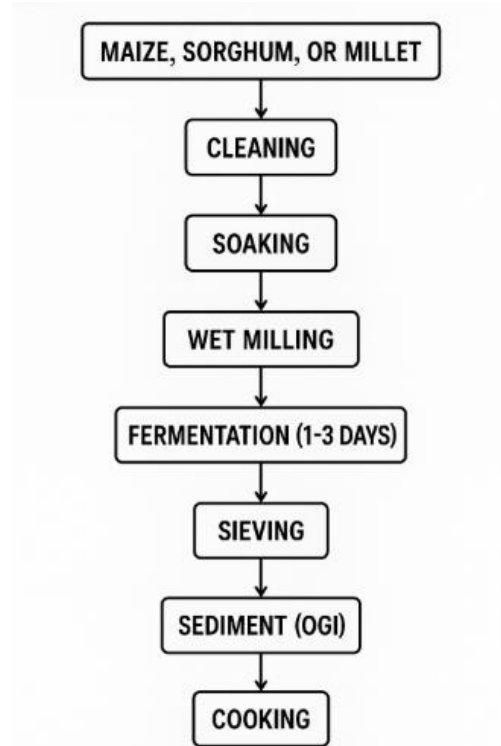 MAIZE, SORGHUM, OR MILLET
CLEANING
SOAKING
WET MILLING
FERMENTATION (1-3 DAYS)
SIEVING
SEDIMENT (OGI)
COOKING